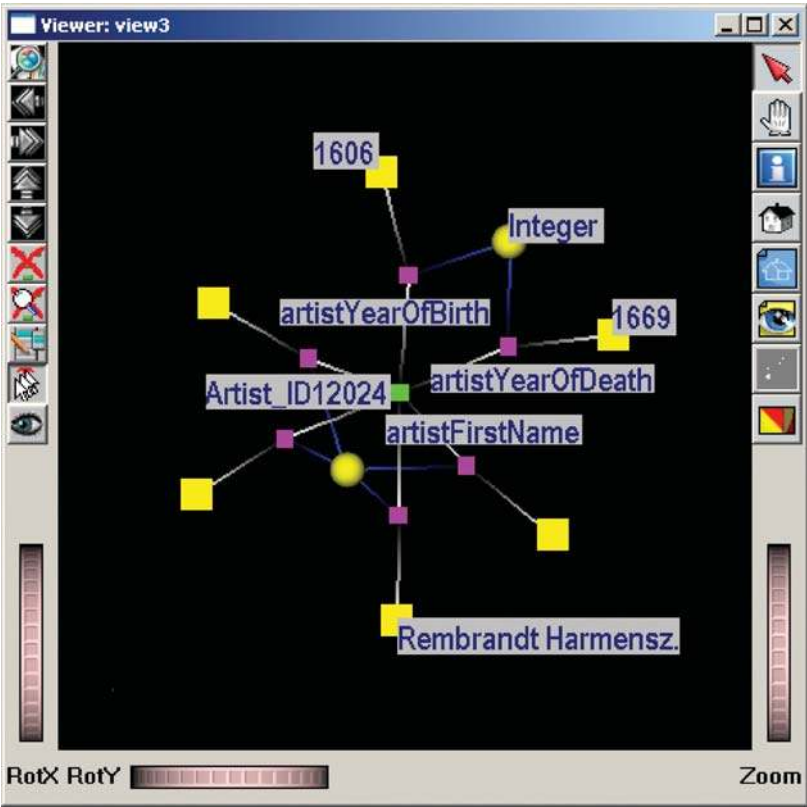 Viewer: view3
1606
Integer
artistYearOfBirth
1669
artistYearOfDeath
Artist_ID12024
artistFirstName
Rembrandt Harmensz.
RotX RotY
Zoom